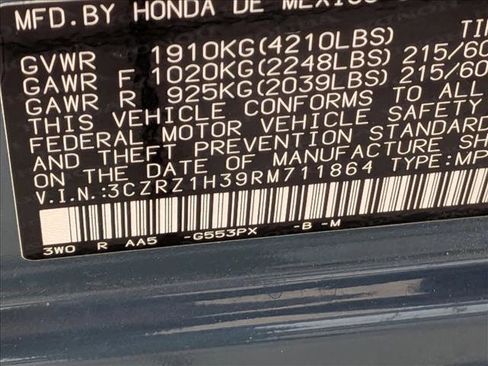 MFD.BY HONDA DE MEXICO
GVWR 1910KG(4210LBS)
GAWR F 1020KG(2248LBS) 215/60
GAWR R 925KG(2039LBS) 215/60
THIS VEHICLE CONFORMS TO ALL
FEDERAL MOTOR VEHICLE SAFETY
AND THEFT PREVENTION STANDARD
ON THE DATE OF MANUFACTURE SH
V.I.N.:3CZRZ1H39RM711864 TYPE:MP
3WO R AA5 -G553PX -B -M